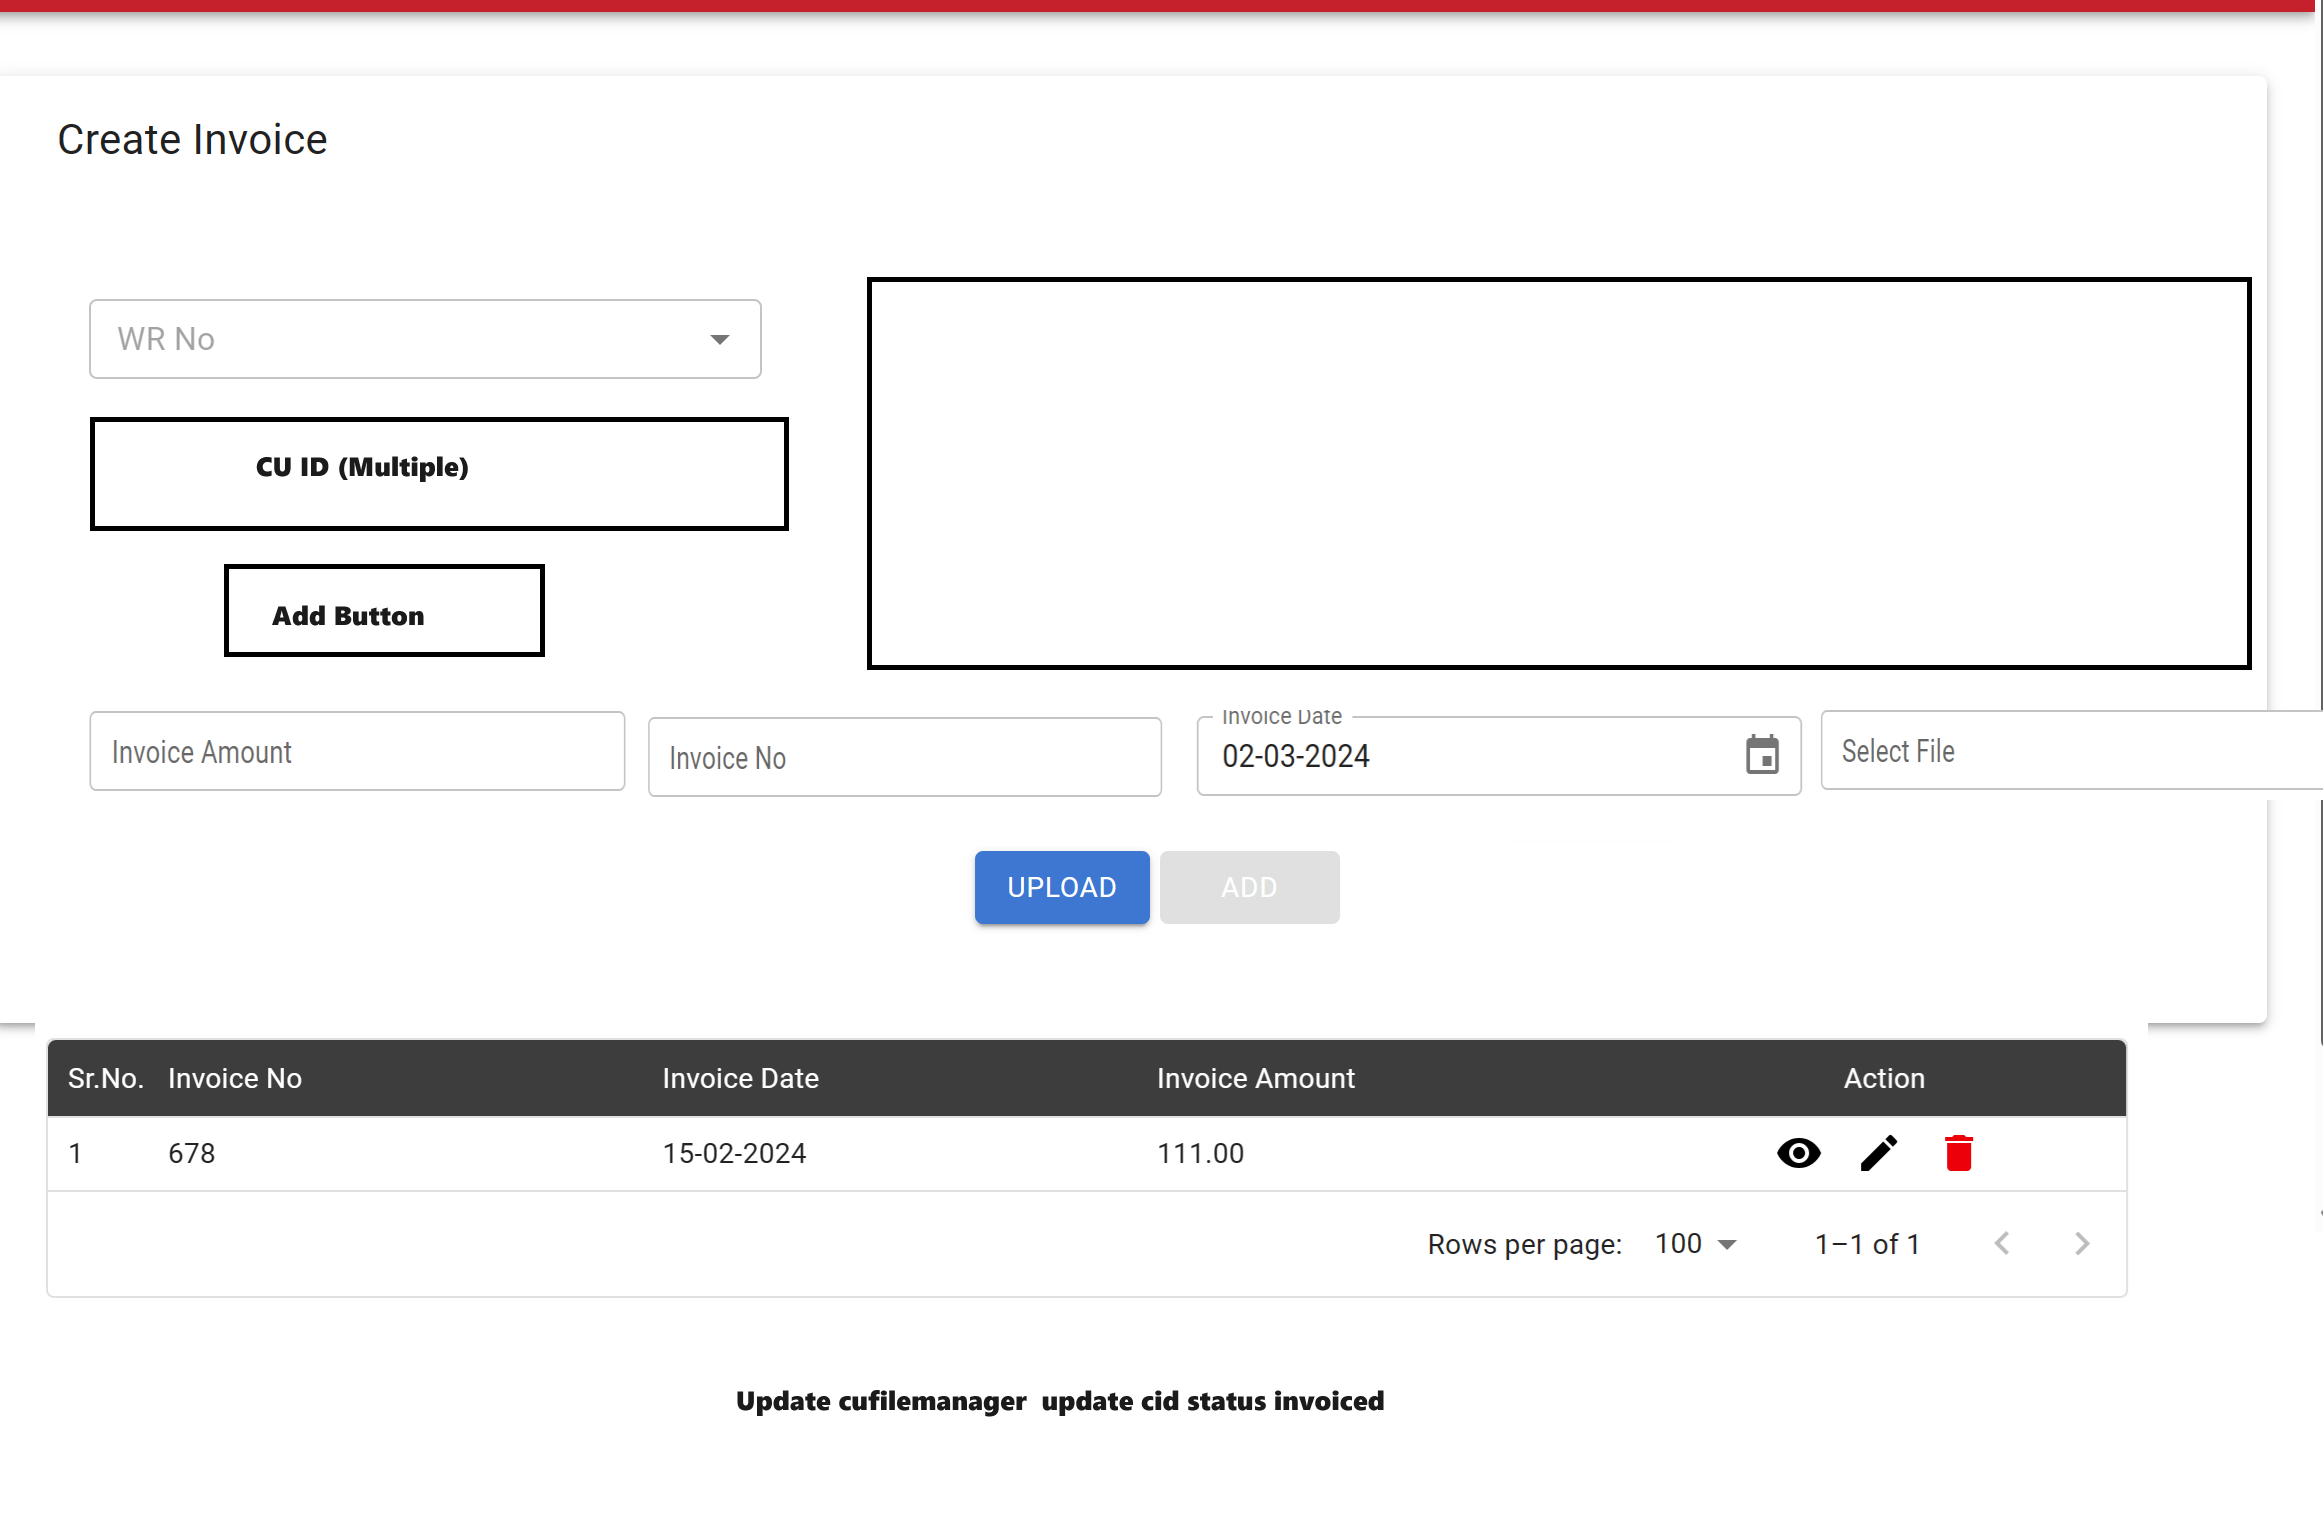 Create Invoice
WR No
CU ID (Multiple)
Add Button
Invoice Amount
Invoice No
Invoice Date
02-03-2024
Select File
UPLOAD ADD
Sr.No. Invoice No Invoice Date Invoice Amount Action
1 678 15-02-2024 111.00
Rows per page: 100 1–1 of 1
Update cufilemanager update cid status invoiced